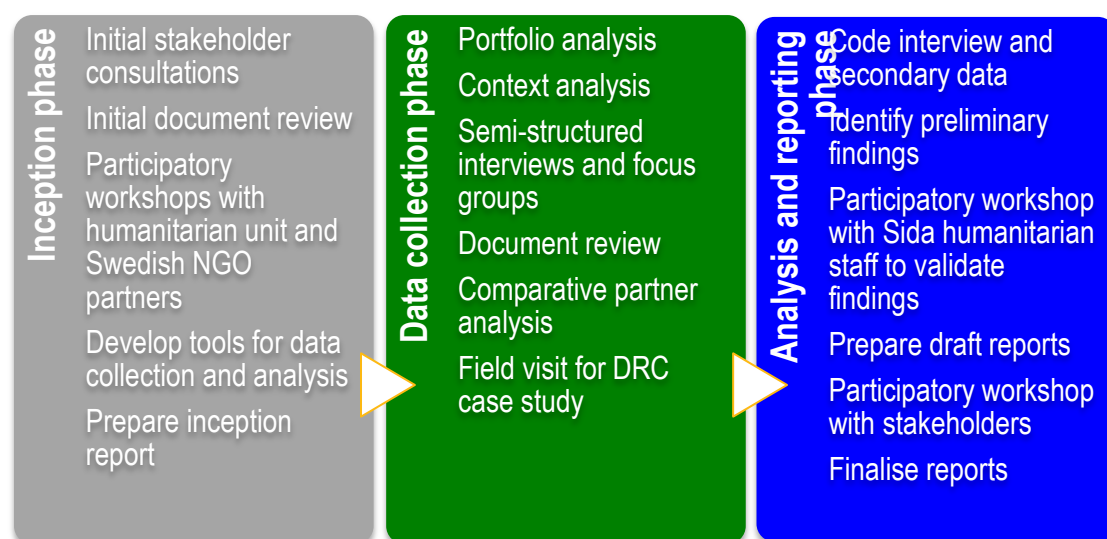 Inception phase
Initial stakeholder
consultations
Initial document review
Participatory
workshops with
humanitarian unit and
Swedish NGO
partners
Develop tools for data
collection and analysis
Prepare inception
report
Data collection phase
Portfolio analysis
Context analysis
Semi-structured
interviews and focus
groups
Document review
Comparative partner
analysis
Field visit for DRC
case study
Analysis and reporting
phase
Code interview and
secondary data
Identify preliminary
findings
Participatory workshop
with Sida humanitarian
staff to validate
findings
Prepare draft reports
Participatory workshop
with stakeholders
Finalise reports